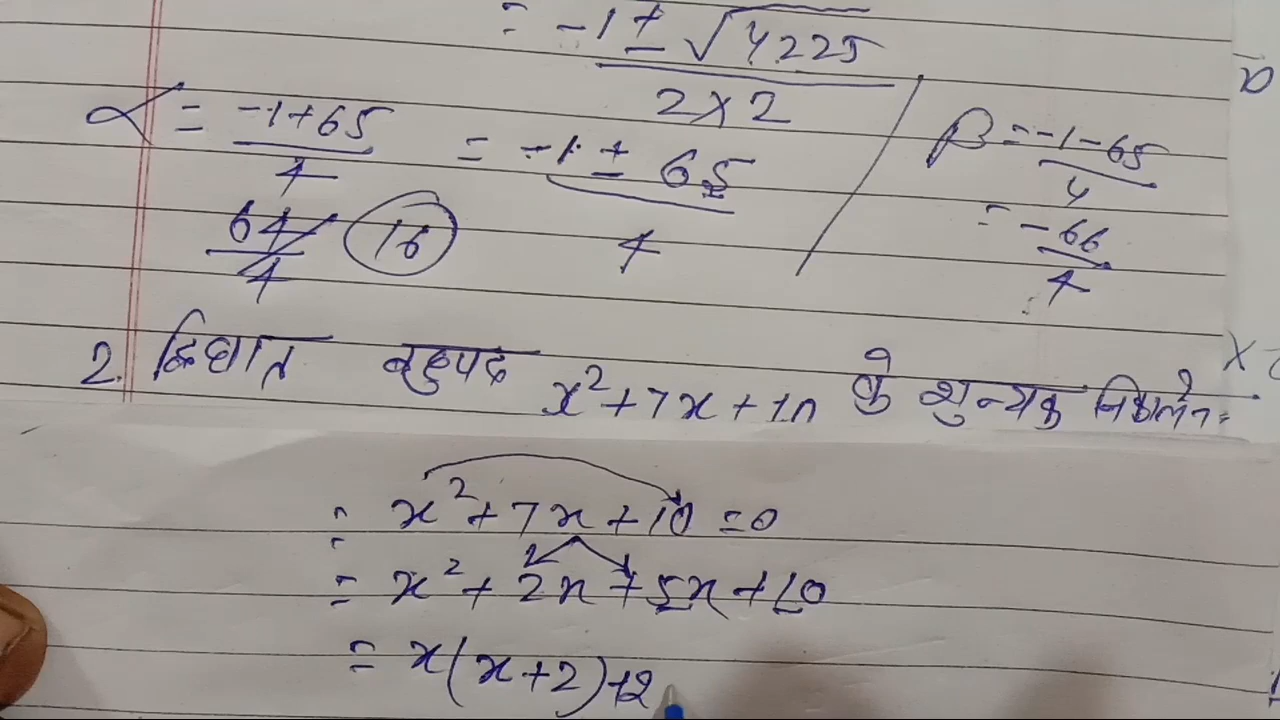 = -1 ± √4225
2×2
α = -1+65
4
= -1 ± 65
4
β = -1-65
4
64
4
16
= -66
4
2. द्विघात बहुपद x²+7x+10 के शुन्यक निकाले।
= x²+7x+10=0
= x²+2x+5x+10
= x(x+2)+2